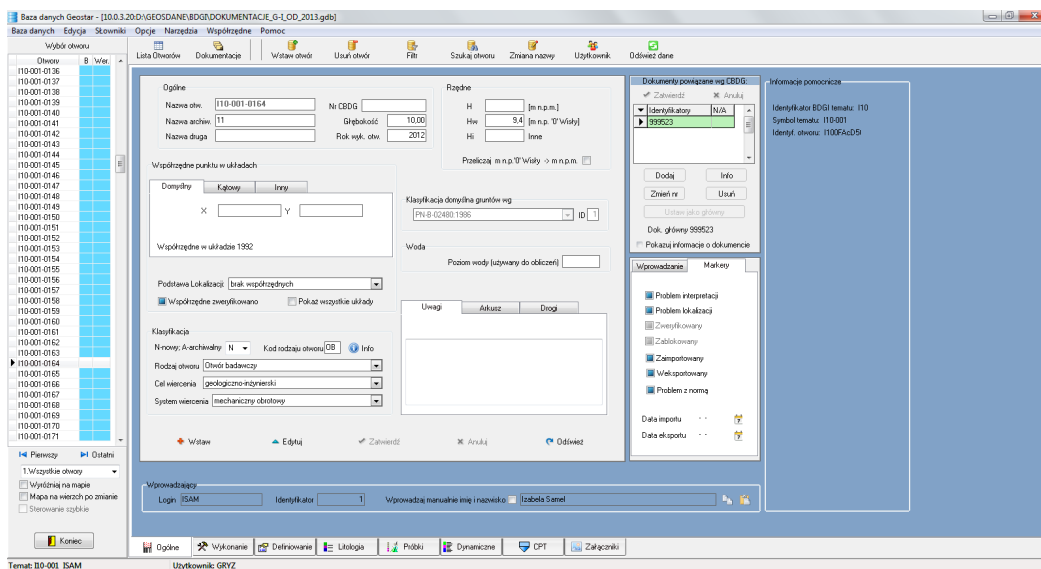 Baza danych Geostar - [10.0.3.20:D:\GEOSDANE\BDGI\DOKUMENTACJE_G-I_OD_2013.gdb]
Baza danych Edycja Słowniki Opcje Narzędzia Współrzędne Pomoc
Wybór otworu
Lista Otworów Dokumentacje Wstaw otwór Usuń otwór Filtr Szukaj otworu Zmiana nazwy Użytkownik Odśwież dane
Otwory B Wer.
I10-001-0136
I10-001-0137
I10-001-0138
I10-001-0139
I10-001-0140
I10-001-0141
I10-001-0142
I10-001-0143
I10-001-0144
I10-001-0145
I10-001-0146
I10-001-0147
I10-001-0148
I10-001-0149
I10-001-0150
I10-001-0151
I10-001-0152
I10-001-0153
I10-001-0154
I10-001-0155
I10-001-0156
I10-001-0157
I10-001-0158
I10-001-0159
I10-001-0160
I10-001-0161
I10-001-0162
I10-001-0163
I10-001-0164
I10-001-0165
I10-001-0166
I10-001-0167
I10-001-0168
I10-001-0169
I10-001-0170
I10-001-0171
Pierwszy Ostatni
1.Wszystkie otwory
Wyróżniaj na mapie
Mapa na wierzch po zmianie
Sterowanie szybkie
Koniec
Ogólne
Nazwa otw. I10-001-0164 Nr CBDG
Nazwa archiw. 11 Głębokość 10,00
Nazwa druga Rok wyk. otw. 2012
Rzędne
H [m n.p.m.]
Hw 9,4 [m n.p. '0' Wisły]
Hi Inne
Przeliczaj m n.p.'0' Wisły -> m n.p.m.
Współrzędne punktu w układach
Domyślny Kątowy Inny
X Y
Współrzędne w układzie 1992
Podstawa Lokalizacji: brak współrzędnych
Współrzędne zweryfikowano Pokaż wszystkie układy
Klasyfikacja domyślna gruntów wg
PN-B-02480:1986 ID 1
Woda
Poziom wody (używany do obliczeń)
Uwagi Arkusz Drogi
Klasyfikacja
N-nowy; A-archiwalny N Kod rodzaju otworu OB Info
Rodzaj otworu Otwór badawczy
Cel wiercenia geologiczno-inżynierski
System wiercenia mechaniczny obrotowy
Wstaw Edytuj Zatwierdź Anuluj Odśwież
Dokumenty powiązane wg CBDG:
Zatwierdź Anuluj
Identyfikatory N/A
999523
Dodaj Info
Zmień nr Usuń
Ustaw jako główny
Dok. główny 999523
Pokazuj informacje o dokumencie
Wprowadzanie Markery
Problem interpretacji
Problem lokalizacji
Zweryfikowany
Zablokowany
Zaimportowany
Weksportowany
Problem z normą
Data importu - - 7
Data eksportu - - 7
Informacje pomocnicze
Identyfikator BDGI tematu: I10
Symbol tematu: I10-001
Identyf. otworu: I100FAcD5I
Wprowadzający
Login ISAM Identyfikator 1 Wprowadzaj manualnie imię i nazwisko Izabela Samel
Ogólne Wykonanie Definiowanie Litologia Próbki Dynamiczne CPT Załączniki
Temat: I10-001 ISAM Użytkownik: GRYZ